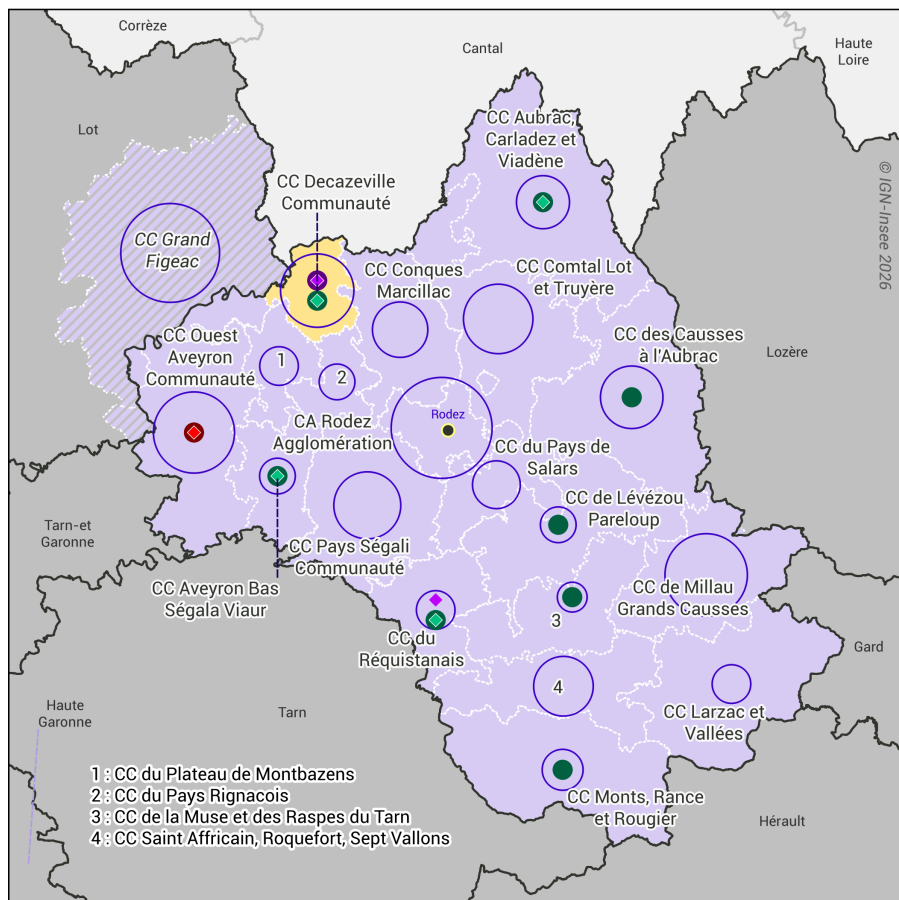 Corrèze
Cantal
Haute
Loire
Lot
CC Aubrac,
Carladez et
Viadène
© IGN-Insee 2026
CC Decazeville
Communauté
CC Grand
Figeac
CC Conques
Marcillac
CC Comtal Lot
et Truyère
CC Ouest
Aveyron
Communauté
1
2
CC des Causses
à l'Aubrac
Lozère
Rodez
CA Rodez
Agglomération
CC du Pays de
Salars
CC de Lévézou
Pareloup
Tarn-et
Garonne
CC Pays Ségali
Communauté
CC Aveyron Bas
Ségala Viaur
CC de Millau
Grands Causses
3
CC du
Réquistanais
Gard
4
Haute
Garonne
Tarn
CC Larzac et
Vallées
1 : CC du Plateau de Montbazens
2 : CC du Pays Rignacois
3 : CC de la Muse et des Raspes du Tarn
4 : CC Saint Affricain, Roquefort, Sept Vallons
CC Monts, Rance
et Rougier
Hérault